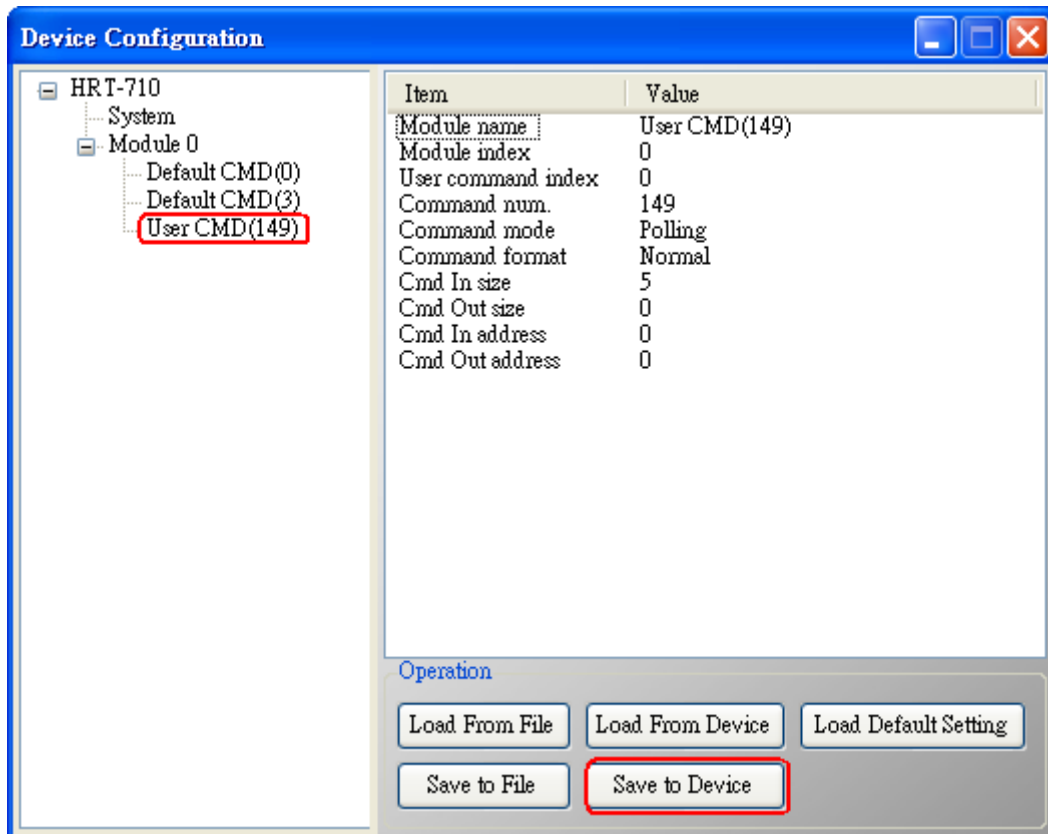 Device Configuration
HRT-710
System
Module 0
Default CMD(0)
Default CMD(3)
User CMD(149)
Item Value
Module name User CMD(149)
Module index 0
User command index 0
Command num. 149
Command mode Polling
Command format Normal
Cmd In size 5
Cmd Out size 0
Cmd In address 0
Cmd Out address 0
Operation
Load From File Load From Device Load Default Setting
Save to File Save to Device